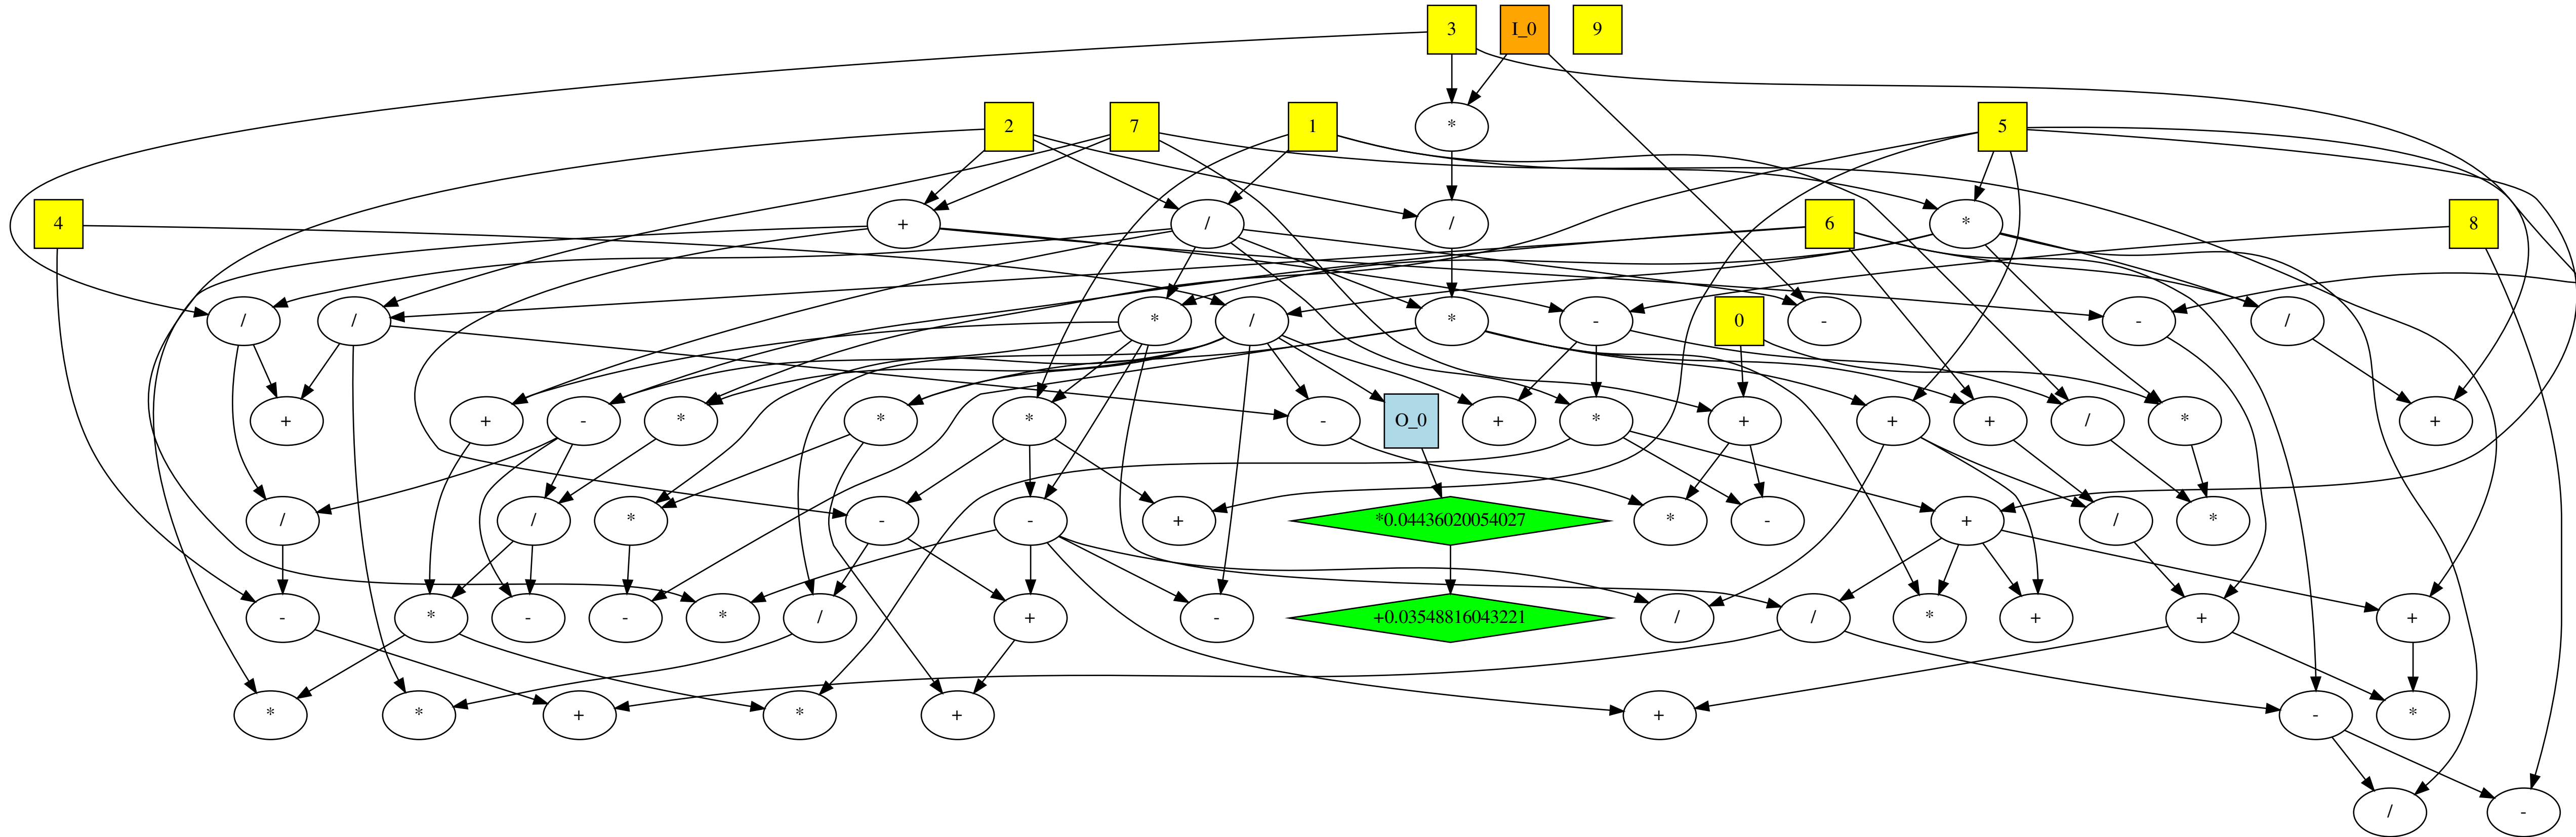 3 I_0 9
2 7 1 * 5
4 + / / 6 * 8
/ / * / * - 0 - - /
+ + - * * * - O_0 + * + + + / * +
/ / * - - + *0.04436020054027 * - + / *
- * - - * / + - +0.03548816043221 / / * + + +
* * + * + + - *
/ -